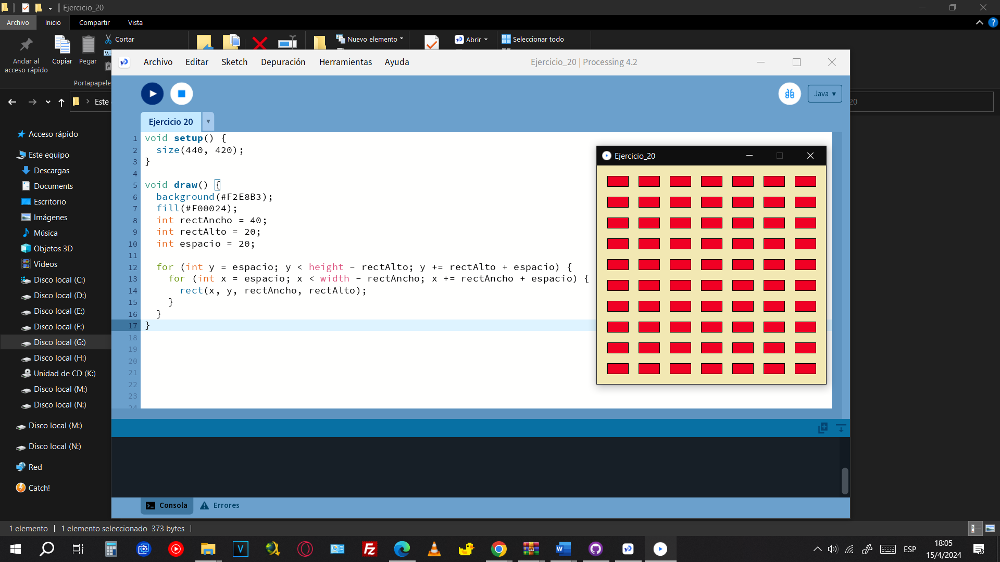 Ejercicio_20
Archivo
Inicio
Compartir
Vista
Anclar al
acceso rápido
Copiar
Pegar
Cortar
Portapapele
Nuevo elemento
Abrir
Seleccionar todo
Archivo
Editar
Sketch
Depuración
Herramientas
Ayuda
Ejercicio_20 | Processing 4.2
Java ▾
Este
20
Ejercicio 20
1 void setup() {
2 size(440, 420);
3 }
4
5 void draw() {
6 background(#F2E8B3);
7 fill(#F00024);
8 int rectAncho = 40;
9 int rectAlto = 20;
10 int espacio = 20;
11
12 for (int y = espacio; y < height - rectAlto; y += rectAlto + espacio) {
13 for (int x = espacio; x < width - rectAncho; x += rectAncho + espacio) {
14 rect(x, y, rectAncho, rectAlto);
15 }
16 }
17 }
18
19
20
21
22
23
24
Ejercicio_20
Acceso rápido
Este equipo
Descargas
Documents
Escritorio
Imágenes
Música
Objetos 3D
Videos
Disco local (C:)
Disco local (D:)
Disco local (E:)
Disco local (F:)
Disco local (G:)
Disco local (H:)
Unidad de CD (K:)
Disco local (M:)
Disco local (N:)
Disco local (M:)
Disco local (N:)
Red
Catch!
Consola
Errores
1 elemento
1 elemento seleccionado 373 bytes
ESP
18:05
15/4/2024